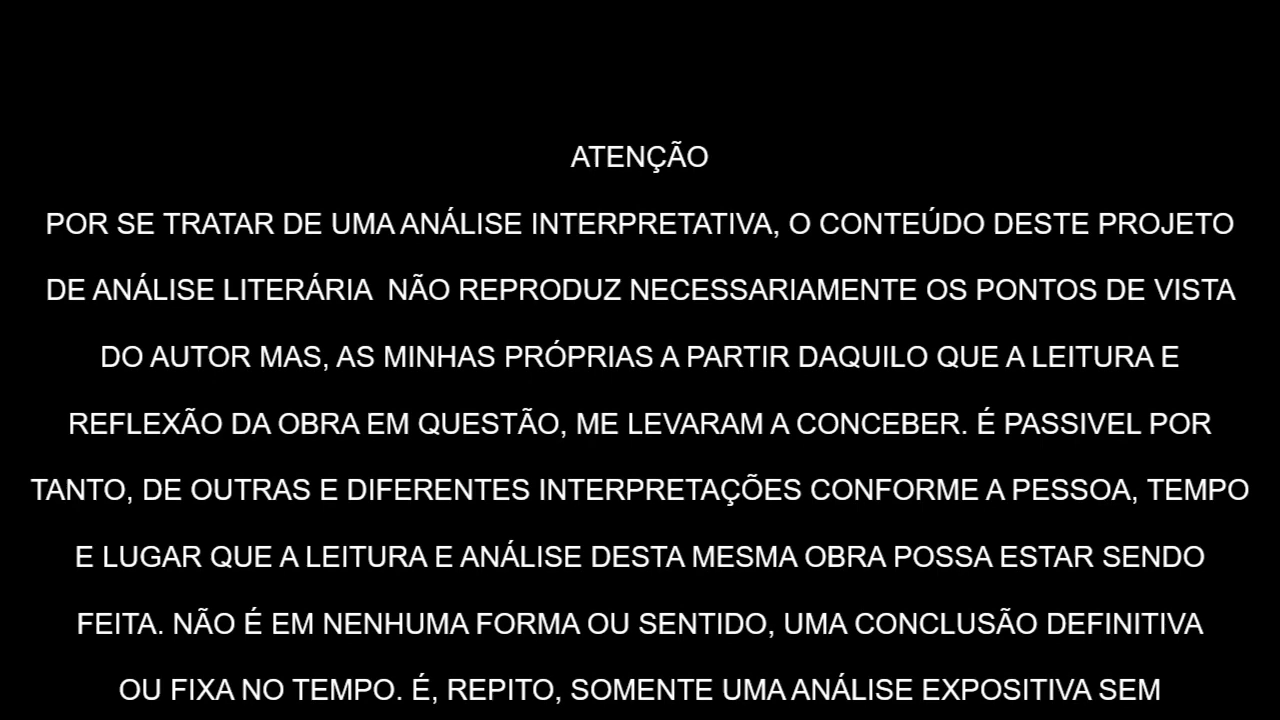 ATENÇÃO
POR SE TRATAR DE UMA ANÁLISE INTERPRETATIVA, O CONTEÚDO DESTE PROJETO
DE ANÁLISE LITERÁRIA  NÃO REPRODUZ NECESSARIAMENTE OS PONTOS DE VISTA
DO AUTOR MAS, AS MINHAS PRÓPRIAS A PARTIR DAQUILO QUE A LEITURA E
REFLEXÃO DA OBRA EM QUESTÃO, ME LEVARAM A CONCEBER. É PASSIVEL POR
TANTO, DE OUTRAS E DIFERENTES INTERPRETAÇÕES CONFORME A PESSOA, TEMPO
E LUGAR QUE A LEITURA E ANÁLISE DESTA MESMA OBRA POSSA ESTAR SENDO
FEITA. NÃO É EM NENHUMA FORMA OU SENTIDO, UMA CONCLUSÃO DEFINITIVA
OU FIXA NO TEMPO. É, REPITO, SOMENTE UMA ANÁLISE EXPOSITIVA SEM